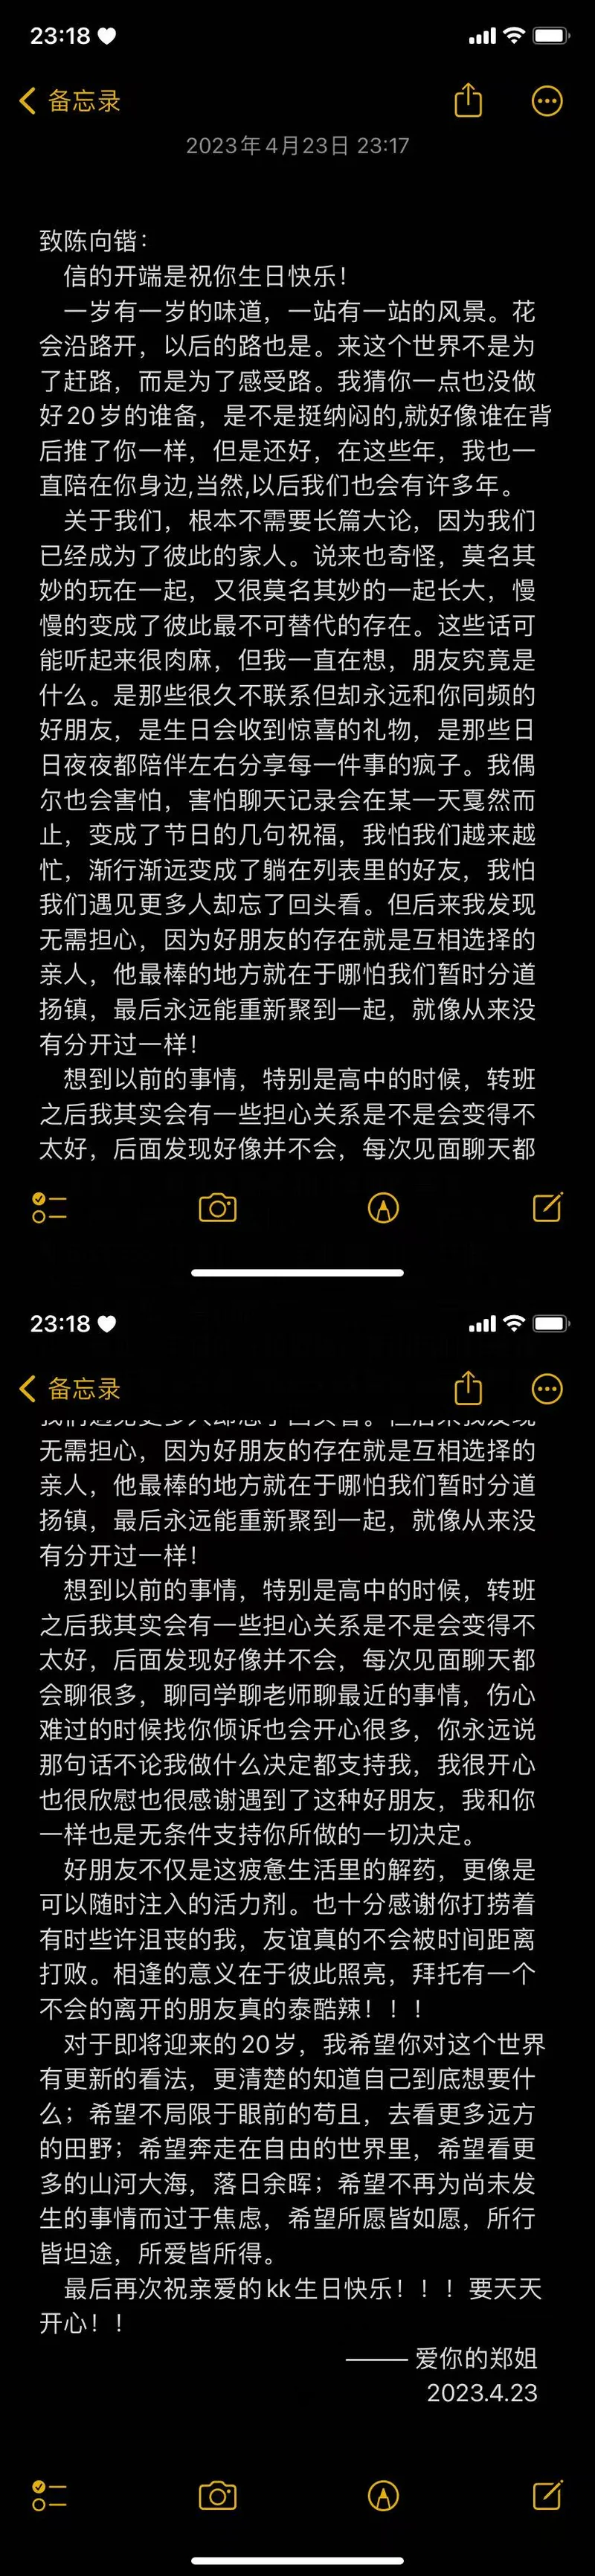 23:18
备忘录
2023年4月23日 23:17
致陈向锴：
信的开端是祝你生日快乐！
一岁有一岁的味道，一站有一站的风景。花
会沿路开，以后的路也是。来这个世界不是为
了赶路，而是为了感受路。我猜你一点也没做
好20岁的谁备，是不是挺纳闷的,就好像谁在背
后推了你一样，但是还好，在这些年，我也一
直陪在你身边,当然,以后我们也会有许多年。
关于我们，根本不需要长篇大论，因为我们
已经成为了彼此的家人。说来也奇怪，莫名其
妙的玩在一起，又很莫名其妙的一起长大，慢
慢的变成了彼此最不可替代的存在。这些话可
能听起来很肉麻，但我一直在想，朋友究竟是
什么。是那些很久不联系但却永远和你同频的
好朋友，是生日会收到惊喜的礼物，是那些日
日夜夜都陪伴左右分享每一件事的疯子。我偶
尔也会害怕，害怕聊天记录会在某一天戛然而
止，变成了节日的几句祝福，我怕我们越来越
忙，渐行渐远变成了躺在列表里的好友，我怕
我们遇见更多人却忘了回头看。但后来我发现
无需担心，因为好朋友的存在就是互相选择的
亲人，他最棒的地方就在于哪怕我们暂时分道
扬镇，最后永远能重新聚到一起，就像从来没
有分开过一样！
想到以前的事情，特别是高中的时候，转班
之后我其实会有一些担心关系是不是会变得不
太好，后面发现好像并不会，每次见面聊天都
23:18
备忘录
我们遇见更多人却忘了回头看。但后来我发现
无需担心，因为好朋友的存在就是互相选择的
亲人，他最棒的地方就在于哪怕我们暂时分道
扬镇，最后永远能重新聚到一起，就像从来没
有分开过一样！
想到以前的事情，特别是高中的时候，转班
之后我其实会有一些担心关系是不是会变得不
太好，后面发现好像并不会，每次见面聊天都
会聊很多，聊同学聊老师聊最近的事情，伤心
难过的时候找你倾诉也会开心很多，你永远说
那句话不论我做什么决定都支持我，我很开心
也很欣慰也很感谢遇到了这种好朋友，我和你
一样也是无条件支持你所做的一切决定。
好朋友不仅是这疲惫生活里的解药，更像是
可以随时注入的活力剂。也十分感谢你打捞着
有时些许沮丧的我，友谊真的不会被时间距离
打败。相逢的意义在于彼此照亮，拜托有一个
不会的离开的朋友真的泰酷辣！！！
对于即将迎来的20岁，我希望你对这个世界
有更新的看法，更清楚的知道自己到底想要什
么；希望不局限于眼前的苟且，去看更多远方
的田野；希望奔走在自由的世界里，希望看更
多的山河大海，落日余晖；希望不再为尚未发
生的事情而过于焦虑，希望所愿皆如愿，所行
皆坦途，所爱皆所得。
最后再次祝亲爱的kk生日快乐！！！要天天
开心！！
——— 爱你的郑姐
2023.4.23